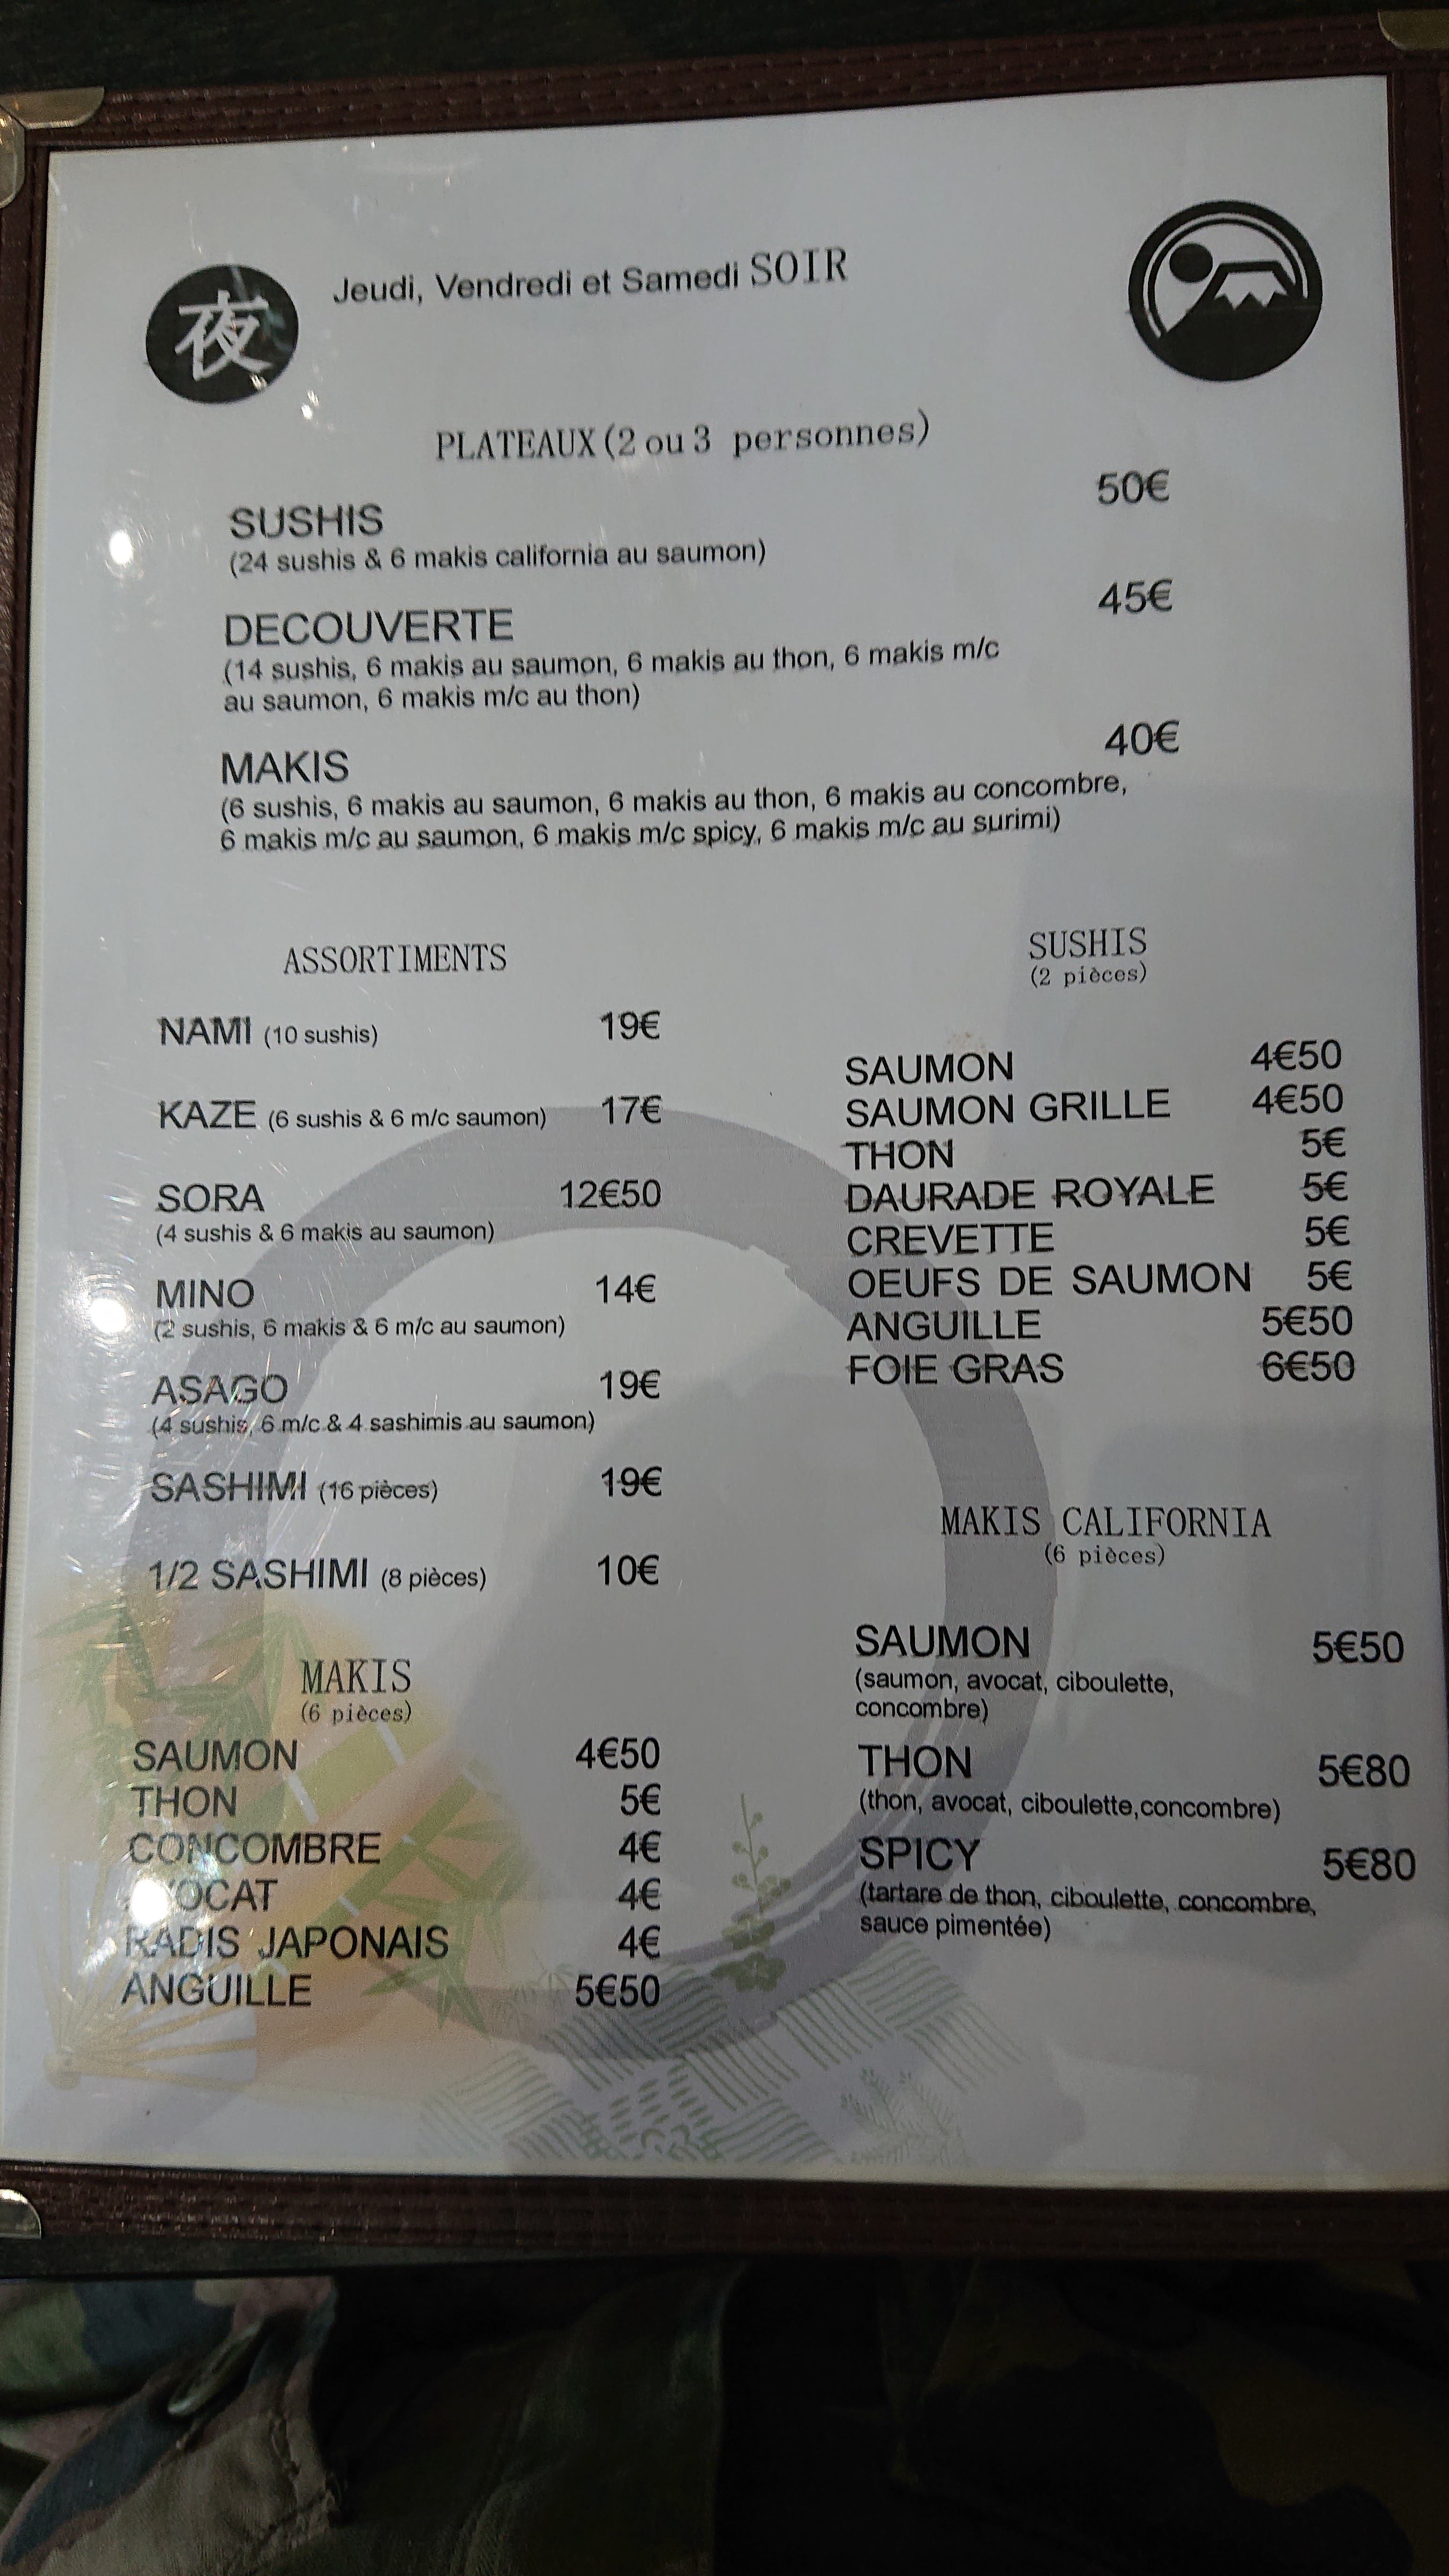 夜
Jeudi, Vendredi et Samedi SOIR
PLATEAUX (2 ou 3 personnes)
SUSHIS 50€
(24 sushis & 6 makis california au saumon)
DECOUVERTE 45€
(14 sushis, 6 makis au saumon, 6 makis au thon, 6 makis m/c
au saumon, 6 makis m/c au thon)
MAKIS 40€
(6 sushis, 6 makis au saumon, 6 makis au thon, 6 makis au concombre,
6 makis m/c au saumon, 6 makis m/c spicy, 6 makis m/c au surimi)
ASSORTIMENTS
NAMI (10 sushis) 19€
KAZE (6 sushis & 6 m/c saumon) 17€
SORA 12€50
(4 sushis & 6 makis au saumon)
MINO 14€
(2 sushis, 6 makis & 6 m/c au saumon)
ASAGO 19€
(4 sushis, 6 m/c & 4 sashimis au saumon)
SASHIMI (16 pièces) 19€
1/2 SASHIMI (8 pièces) 10€
MAKIS
(6 pièces)
SAUMON 4€50
THON 5€
CONCOMBRE 4€
AVOCAT 4€
RADIS JAPONAIS 4€
ANGUILLE 5€50
SUSHIS
(2 pièces)
SAUMON 4€50
SAUMON GRILLE 4€50
THON 5€
DAURADE ROYALE 5€
CREVETTE 5€
OEUFS DE SAUMON 5€
ANGUILLE 5€50
FOIE GRAS 6€50
MAKIS CALIFORNIA
(6 pièces)
SAUMON 5€50
(saumon, avocat, ciboulette,
concombre)
THON 5€80
(thon, avocat, ciboulette,concombre)
SPICY 5€80
(tartare de thon, ciboulette, concombre,
sauce pimentée)